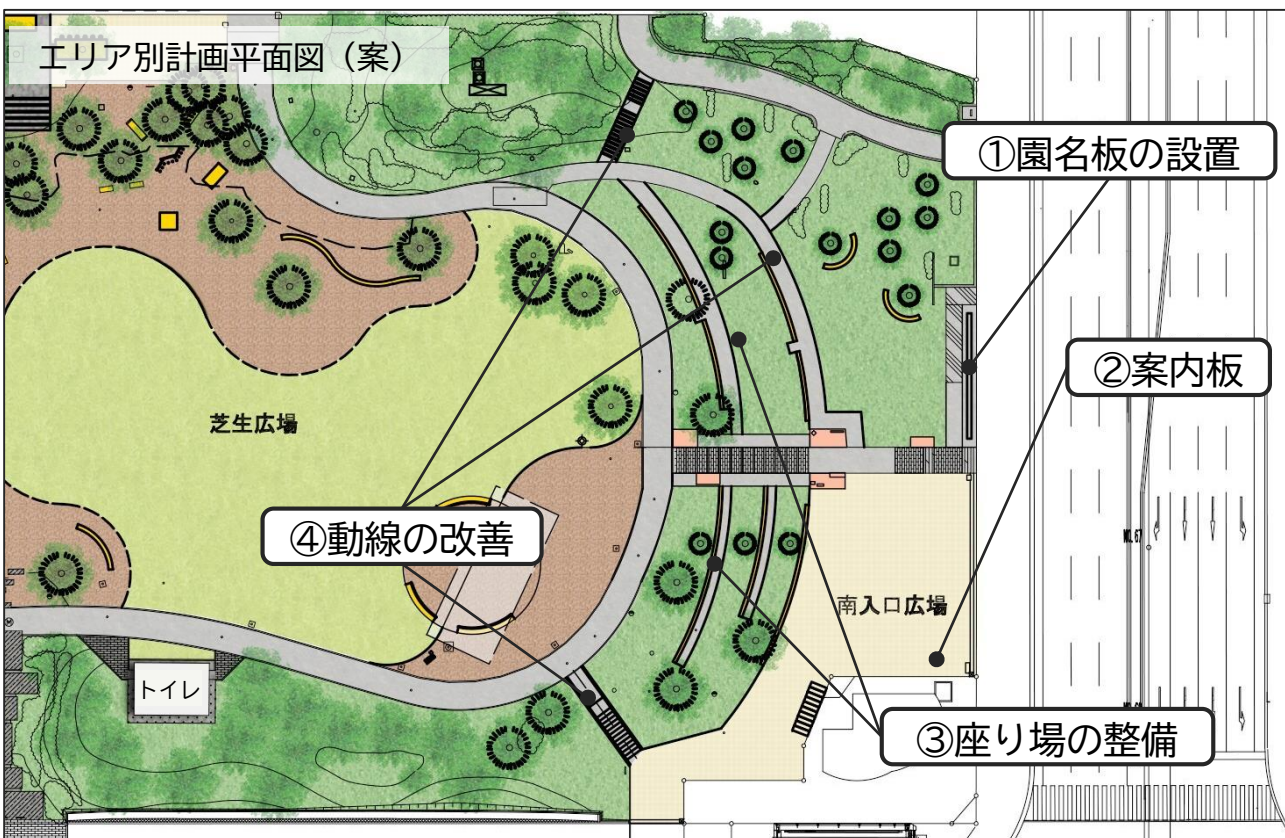 エリア別計画平面図（案）
①園名板の設置
②案内板
芝生広場
④動線の改善
NO. 67
南入口広場
トイレ
③座り場の整備